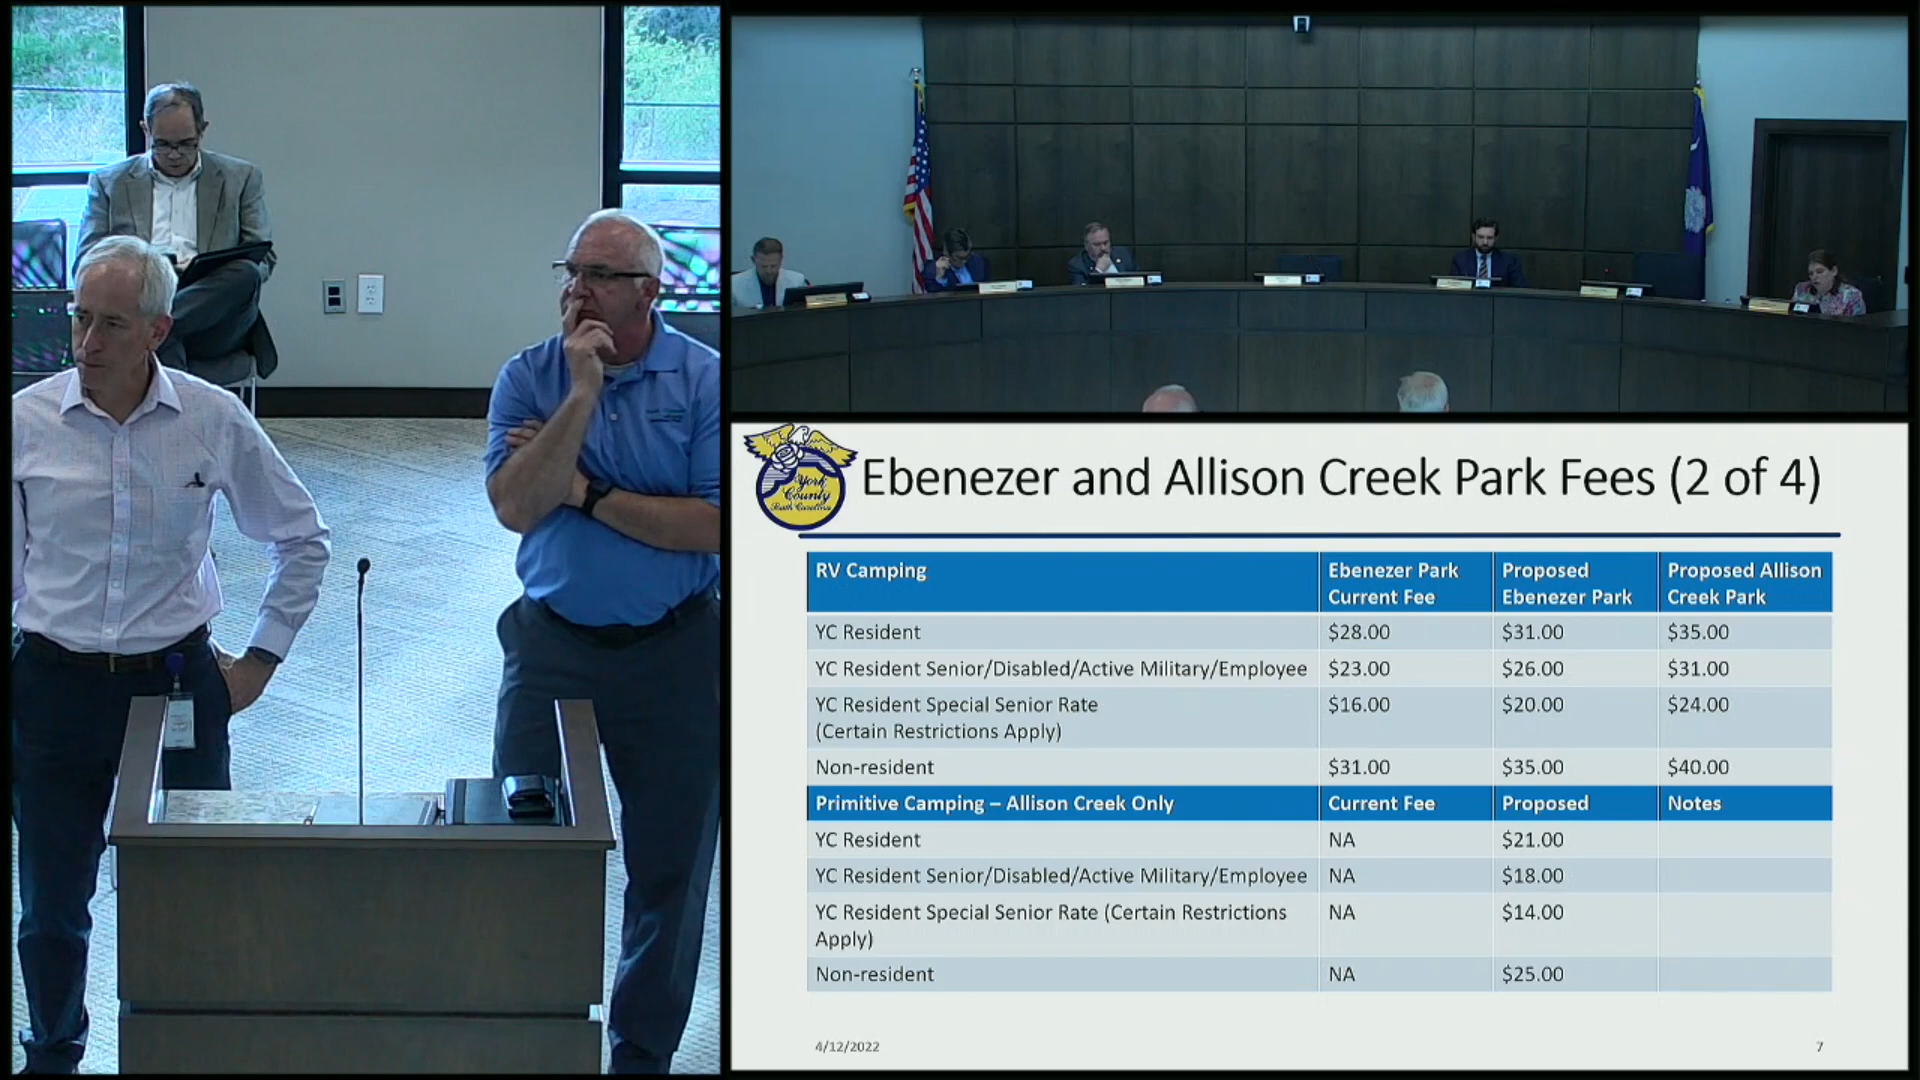 York
County
South Carolina
Ebenezer and Allison Creek Park Fees (2 of 4)
RV Camping
Ebenezer Park
Current Fee
Proposed
Ebenezer Park
Proposed Allison
Creek Park
YC Resident $28.00 $31.00 $35.00
YC Resident Senior/Disabled/Active Military/Employee $23.00 $26.00 $31.00
YC Resident Special Senior Rate
(Certain Restrictions Apply)
$16.00 $20.00 $24.00
Non-resident $31.00 $35.00 $40.00
Primitive Camping – Allison Creek Only Current Fee Proposed Notes
YC Resident NA $21.00
YC Resident Senior/Disabled/Active Military/Employee NA $18.00
YC Resident Special Senior Rate (Certain Restrictions
Apply)
NA $14.00
Non-resident NA $25.00
4/12/2022 7